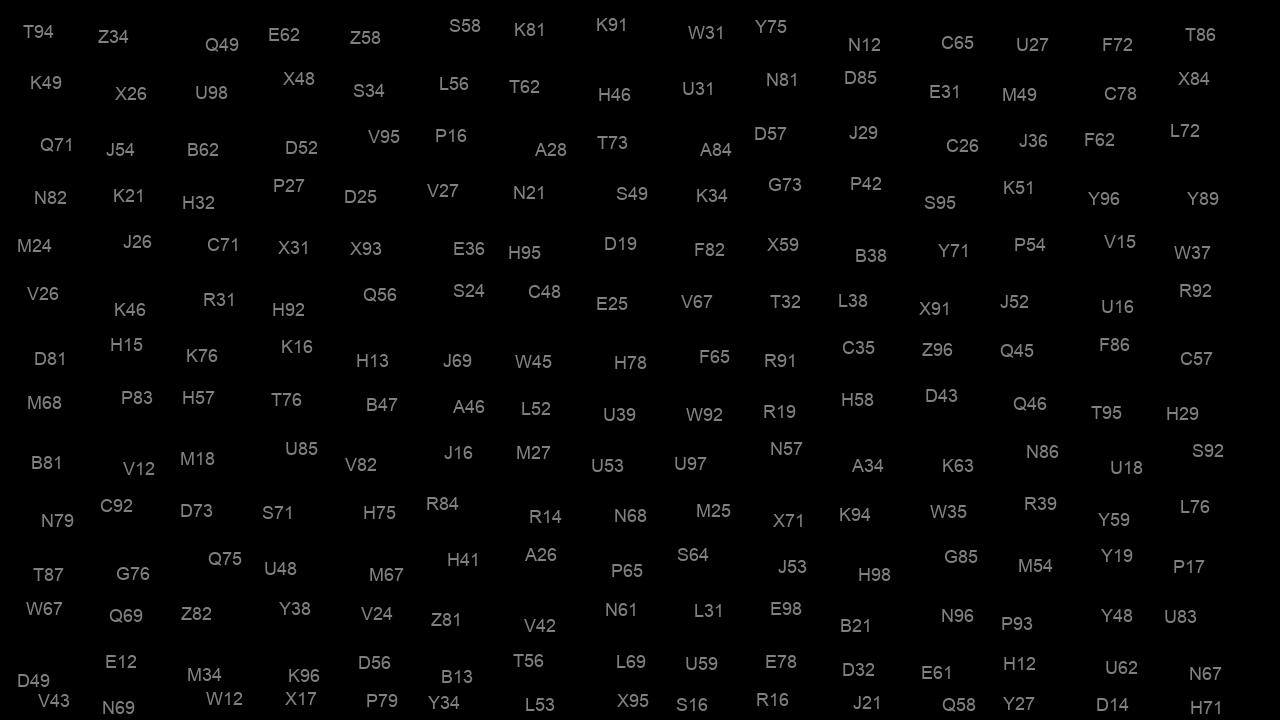 T94 Z34 Q49 E62 Z58 S58 K81 K91 W31 Y75 N12 C65 U27 F72 T86
K49 X26 U98 X48 S34 L56 T62 H46 U31 N81 D85 E31 M49 C78 X84
Q71 J54 B62 D52 V95 P16 A28 T73 A84 D57 J29 C26 J36 F62 L72
N82 K21 H32 P27 D25 V27 N21 S49 K34 G73 P42 S95 K51 Y96 Y89
M24 J26 C71 X31 X93 E36 H95 D19 F82 X59 B38 Y71 P54 V15 W37
V26 K46 R31 H92 Q56 S24 C48 E25 V67 T32 L38 X91 J52 U16 R92
D81 H15 K76 K16 H13 J69 W45 H78 F65 R91 C35 Z96 Q45 F86 C57
M68 P83 H57 T76 B47 A46 L52 U39 W92 R19 H58 D43 Q46 T95 H29
B81 V12 M18 U85 V82 J16 M27 U53 U97 N57 A34 K63 N86 U18 S92
N79 C92 D73 S71 H75 R84 R14 N68 M25 X71 K94 W35 R39 Y59 L76
T87 G76 Q75 U48 M67 H41 A26 P65 S64 J53 H98 G85 M54 Y19 P17
W67 Q69 Z82 Y38 V24 Z81 V42 N61 L31 E98 B21 N96 P93 Y48 U83
D49 E12 M34 K96 D56 B13 T56 L69 U59 E78 D32 E61 H12 U62 N67
V43 N69 W12 X17 P79 Y34 L53 X95 S16 R16 J21 Q58 Y27 D14 H71